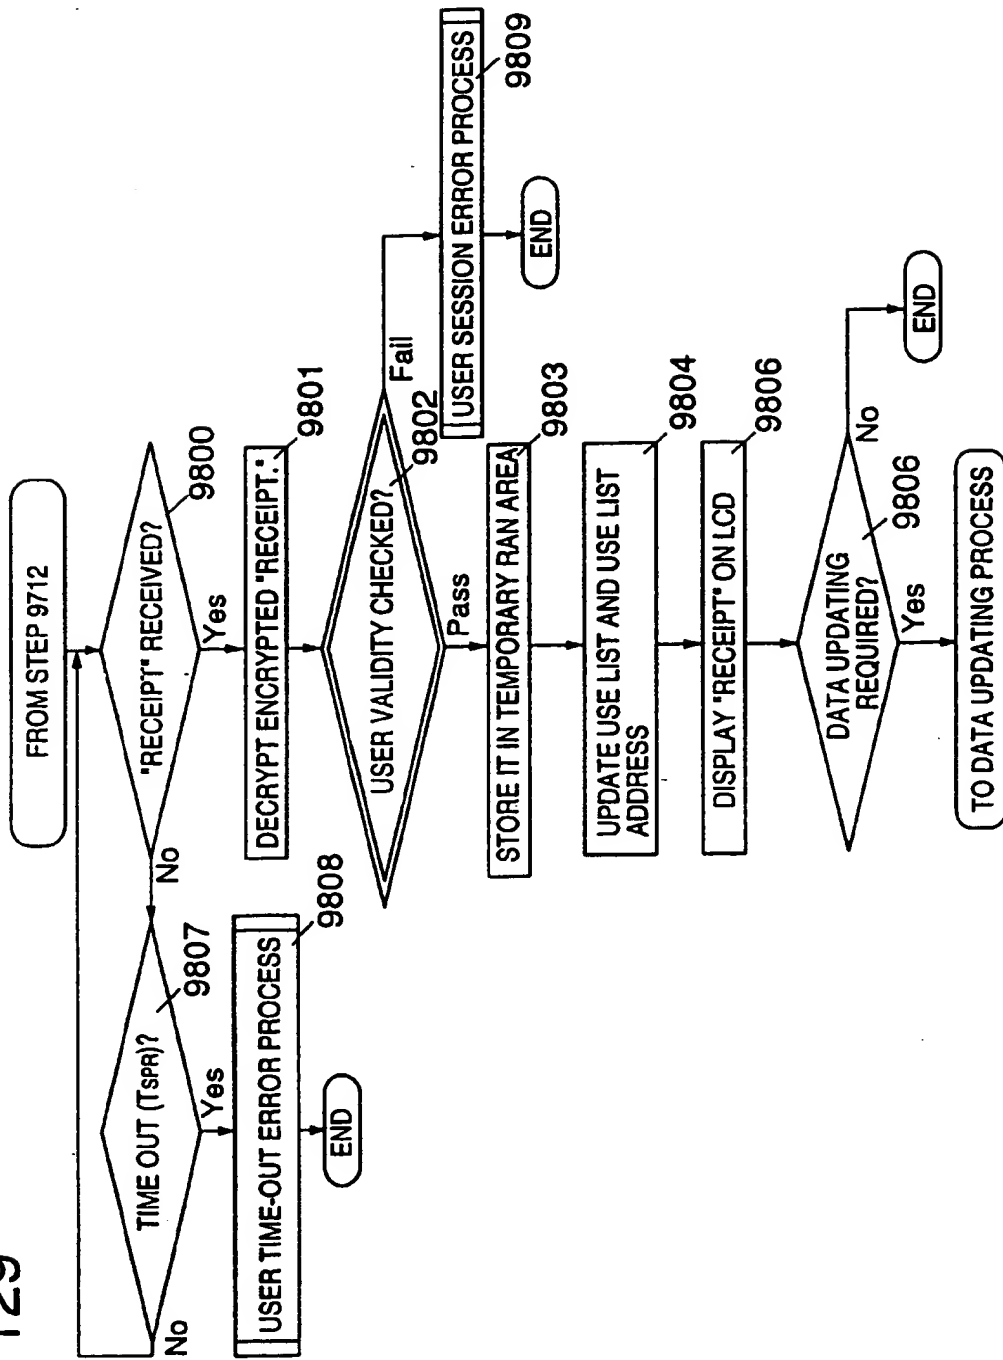 129
FROM STEP 9712
"RECEIPT" RECEIVED?
9800
No
Yes
TIME OUT (TSPR)?
9807
No
Yes
USER TIME-OUT ERROR PROCESS
9808
END
DECRYPT ENCRYPTED "RECEIPT."
9801
USER VALIDITY CHECKED?
9802
Fail
Pass
USER SESSION ERROR PROCESS
9809
END
STORE IT IN TEMPORARY RAN AREA
9803
UPDATE USE LIST AND USE LIST
ADDRESS
9804
DISPLAY "RECEIPT" ON LCD
9806
DATA UPDATING
REQUIRED?
9806
No
END
Yes
TO DATA UPDATING PROCESS